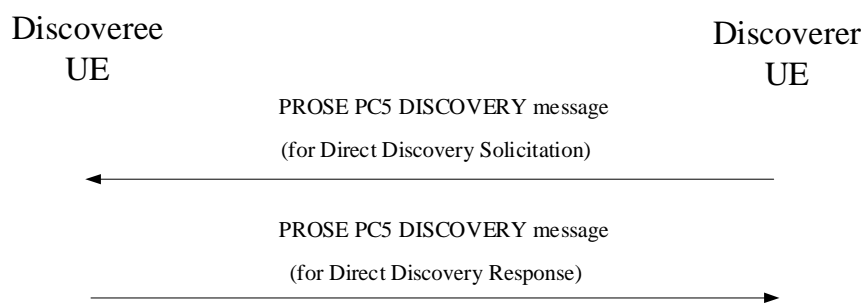 Discoveree
UE
Discoverer
UE
PROSE PC5 DISCOVERY message
(for Direct Discovery Solicitation)
PROSE PC5 DISCOVERY message
(for Direct Discovery Response)